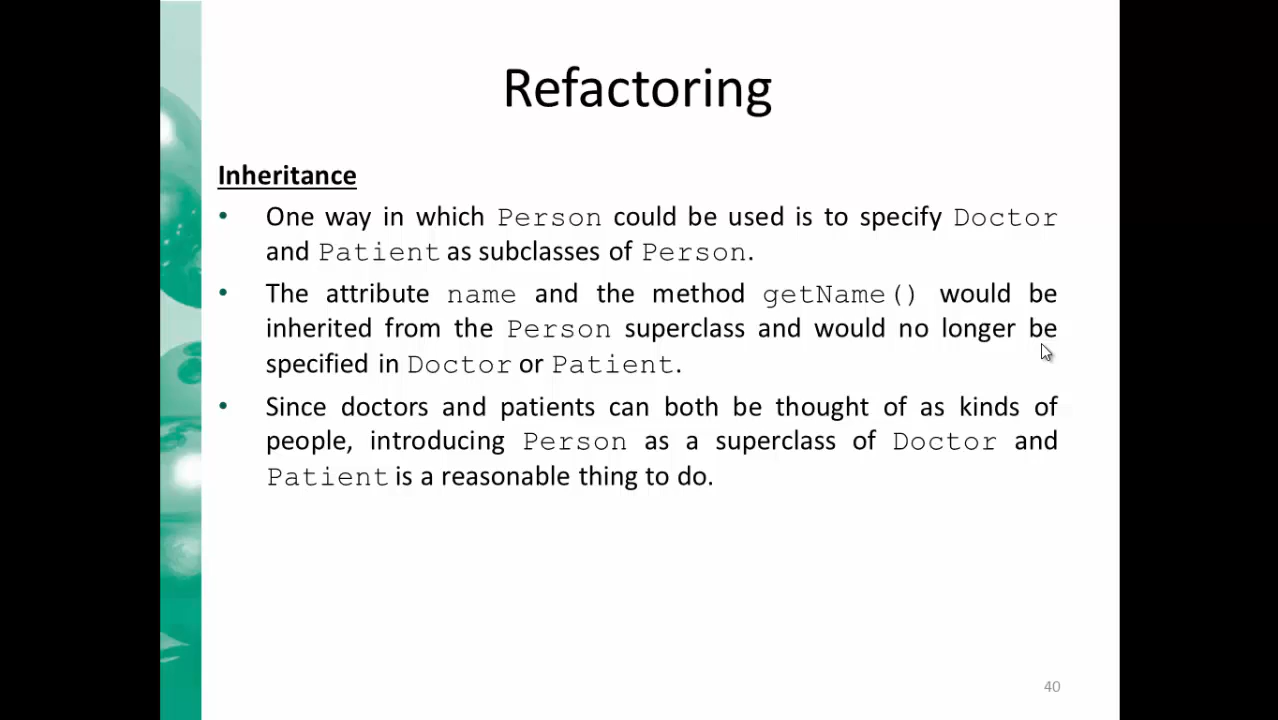 Refactoring
Inheritance
• One way in which Person could be used is to specify Doctor
and Patient as subclasses of Person.
• The attribute name and the method getName() would be
inherited from the Person superclass and would no longer be
specified in Doctor or Patient.
• Since doctors and patients can both be thought of as kinds of
people, introducing Person as a superclass of Doctor and
Patient is a reasonable thing to do.
40